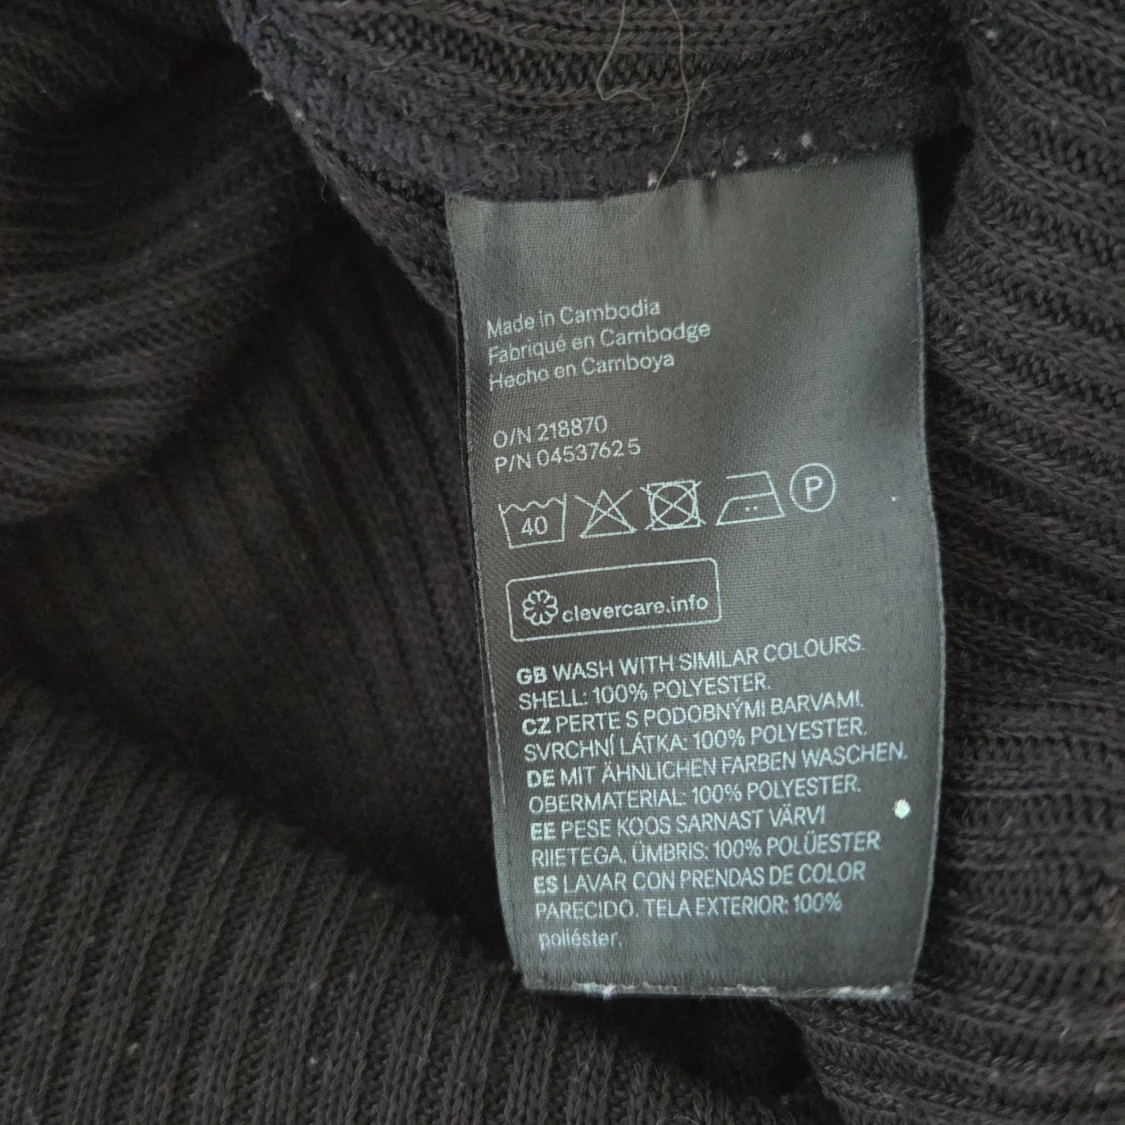 Made in Cambodia
Fabriqué en Cambodge
Hecho en Camboya
O/N 218870
P/N 04537625
40
P
clevercare.info
GB WASH WITH SIMILAR COLOURS.
SHELL: 100% POLYESTER.
CZ PERTE S PODOBNÝMI BARVAMI.
SVRCHNÍ LÁTKA: 100% POLYESTER.
DE MIT ÄHNLICHEN FARBEN WASCHEN.
OBERMATERIAL: 100% POLYESTER.
EE PESE KOOS SARNAST VÄRVI
RIIETEGA. ÜMBRIS: 100% POLÜESTER
ES LAVAR CON PRENDAS DE COLOR
PARECIDO. TELA EXTERIOR: 100%
poliéster.